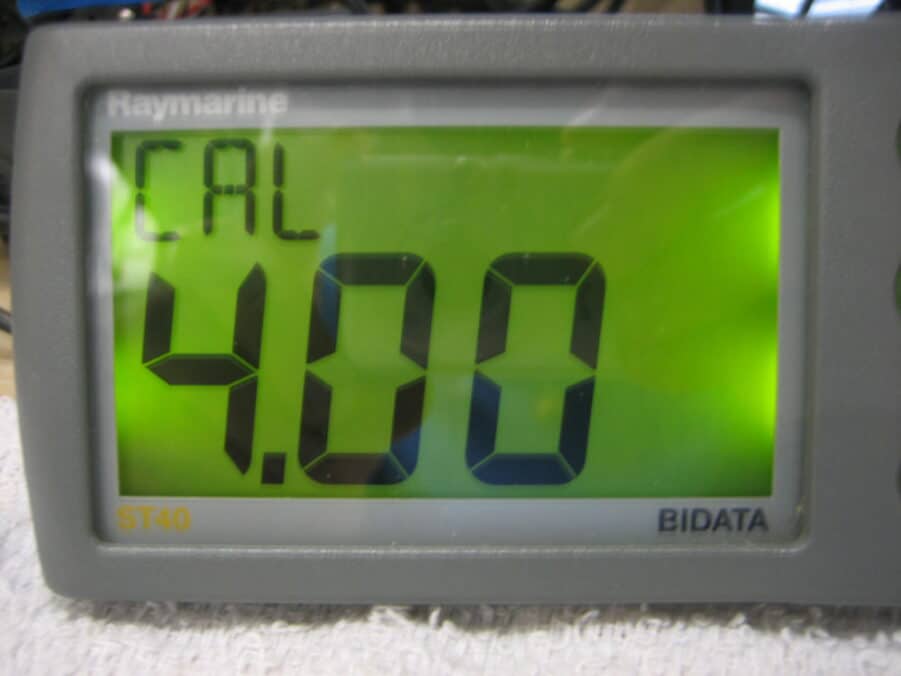 Raymarine
CAL
4.00
ST40 BIDATA